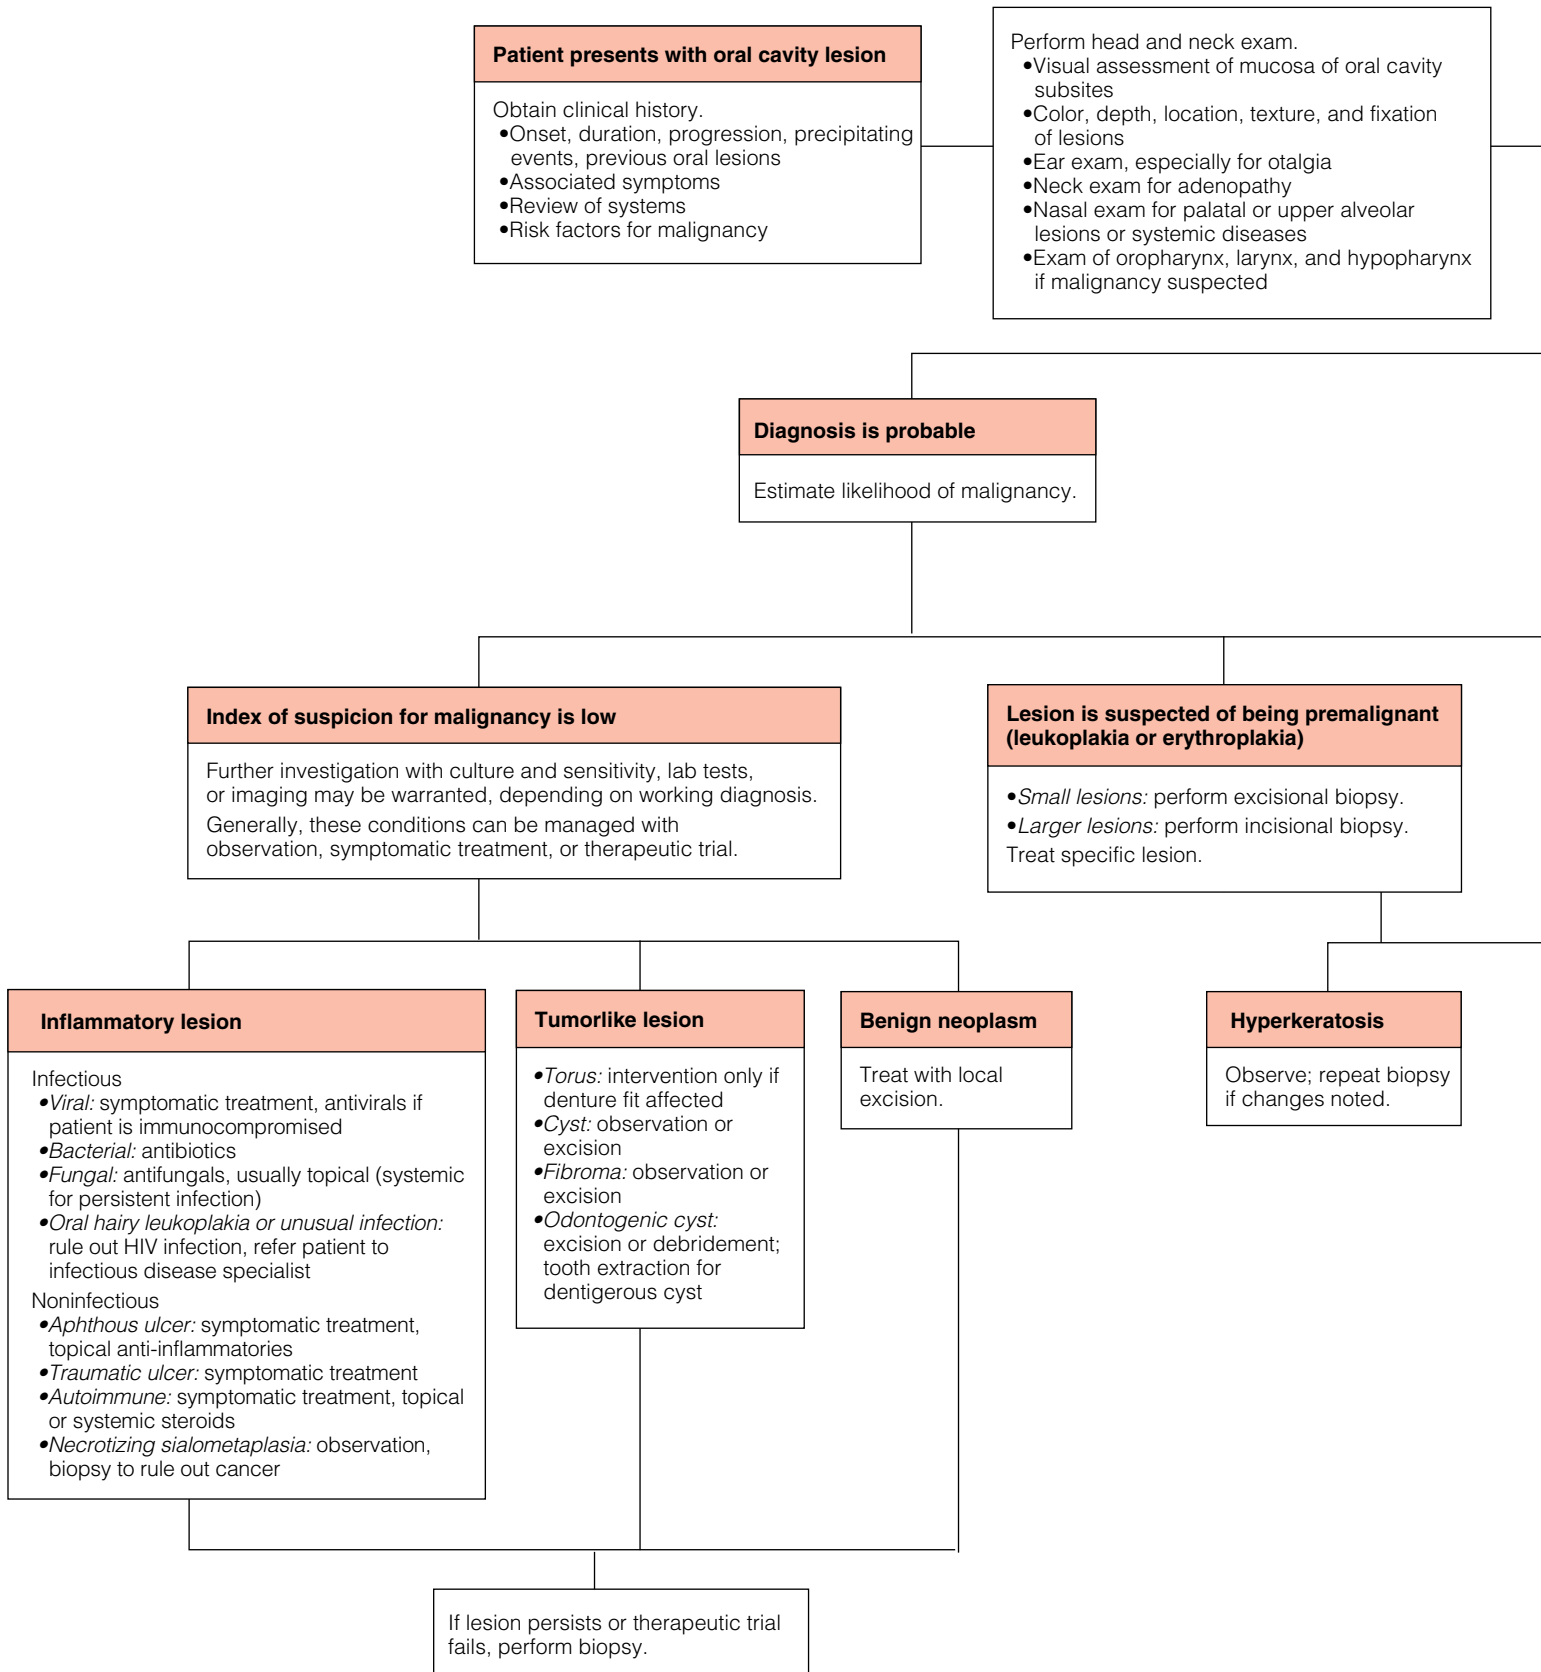 Patient presents with oral cavity lesion
Obtain clinical history.
•Onset, duration, progression, precipitating
events, previous oral lesions
•Associated symptoms
•Review of systems
•Risk factors for malignancy
Perform head and neck exam.
•Visual assessment of mucosa of oral cavity
subsites
•Color, depth, location, texture, and fixation
of lesions
•Ear exam, especially for otalgia
•Neck exam for adenopathy
•Nasal exam for palatal or upper alveolar
lesions or systemic diseases
•Exam of oropharynx, larynx, and hypopharynx
if malignancy suspected
Diagnosis is probable
Estimate likelihood of malignancy.
Index of suspicion for malignancy is low
Further investigation with culture and sensitivity, lab tests,
or imaging may be warranted, depending on working diagnosis.
Generally, these conditions can be managed with
observation, symptomatic treatment, or therapeutic trial.
Lesion is suspected of being premalignant
(leukoplakia or erythroplakia)
•Small lesions: perform excisional biopsy.
•Larger lesions: perform incisional biopsy.
Treat specific lesion.
Inflammatory lesion
Infectious
•Viral: symptomatic treatment, antivirals if
patient is immunocompromised
•Bacterial: antibiotics
•Fungal: antifungals, usually topical (systemic
for persistent infection)
•Oral hairy leukoplakia or unusual infection:
rule out HIV infection, refer patient to
infectious disease specialist
Noninfectious
•Aphthous ulcer: symptomatic treatment,
topical anti-inflammatories
•Traumatic ulcer: symptomatic treatment
•Autoimmune: symptomatic treatment, topical
or systemic steroids
•Necrotizing sialometaplasia: observation,
biopsy to rule out cancer
Tumorlike lesion
•Torus: intervention only if
denture fit affected
•Cyst: observation or
excision
•Fibroma: observation or
excision
•Odontogenic cyst:
excision or debridement;
tooth extraction for
dentigerous cyst
Benign neoplasm
Treat with local
excision.
Hyperkeratosis
Observe; repeat biopsy
if changes noted.
If lesion persists or therapeutic trial
fails, perform biopsy.